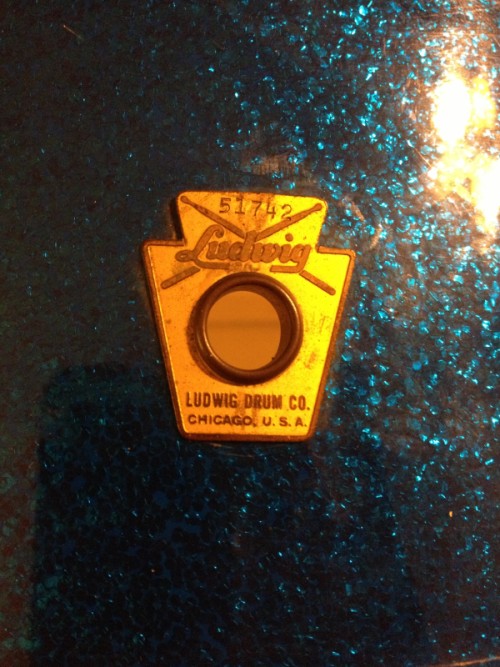 51742
Ludwig
LUDWIG DRUM CO.
CHICAGO, U.S.A.